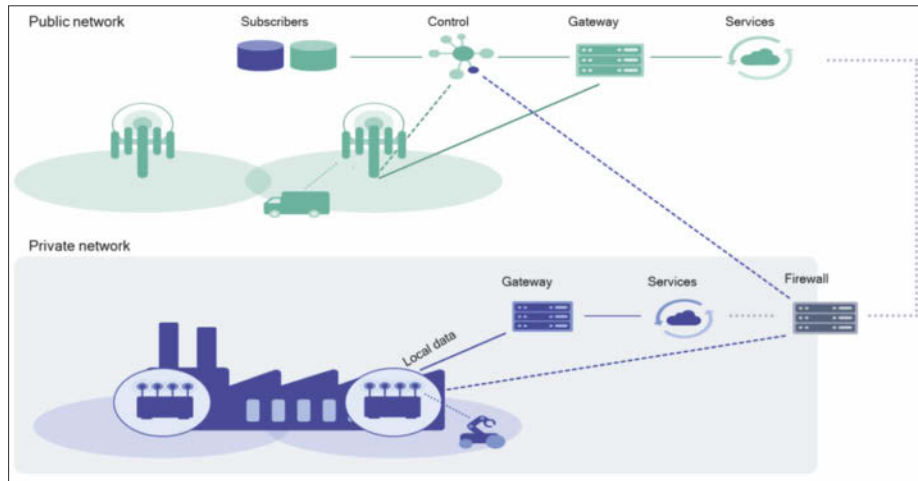 Public network
Subscribers
Control
Gateway
Services
Private network
Gateway
Services
Firewall
Local data